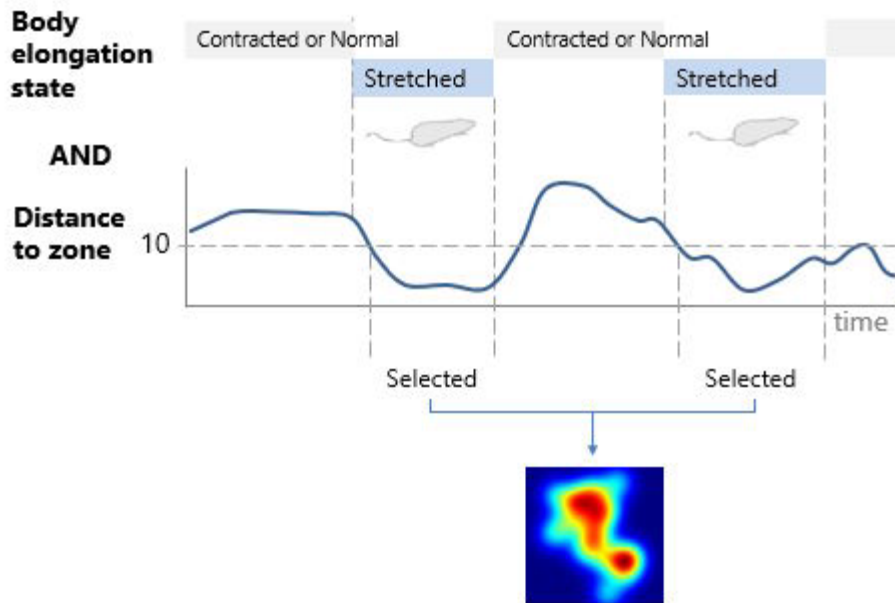 Body
elongation
state
Contracted or Normal
Contracted or Normal
Stretched
Stretched
AND
Distance
to zone
10
time
Selected
Selected